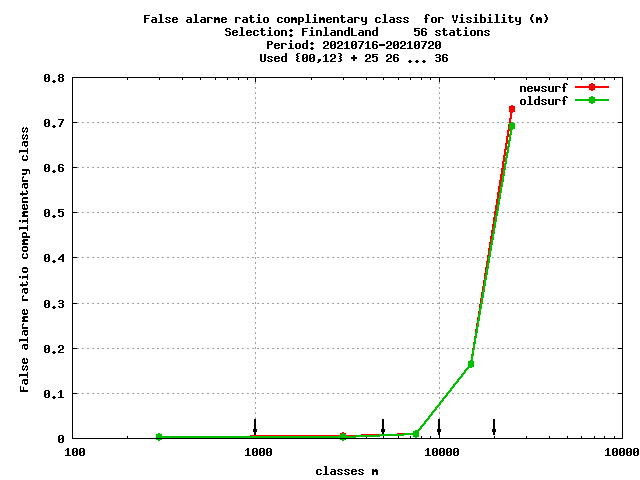 False alarme ratio complimentary class  for Visibility (m)
Selection: FinlandLand     56 stations
Period: 20210716-20210720
Used {00,12} + 25 26 ... 36
newsurf
oldsurf
False alarme ratio complimentary class
0.8
0.7
0.6
0.5
0.4
0.3
0.2
0.1
0
100
1000
10000
100000
classes m